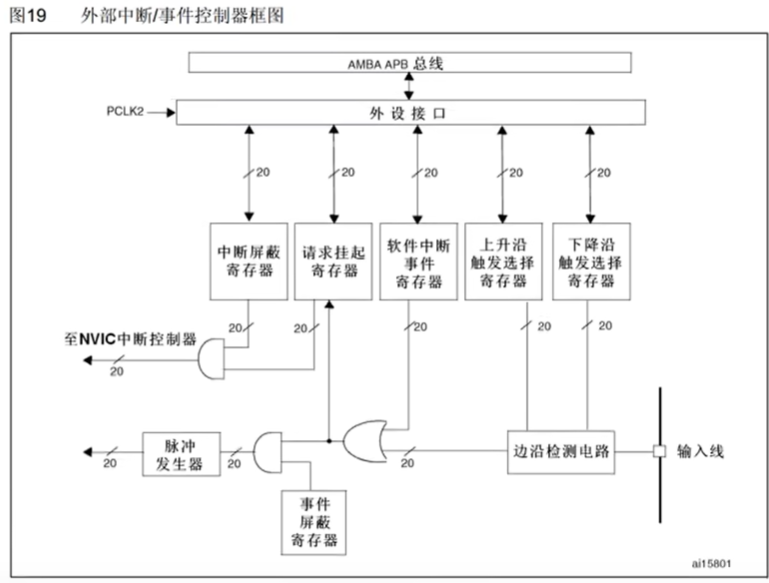 图19 外部中断/事件控制器框图
AMBA APB 总线
PCLK2
外设接口
20
20
20
20
20
中断屏蔽
寄存器
请求挂起
寄存器
软件中断
事件
寄存器
上升沿
触发选择
寄存器
下降沿
触发选择
寄存器
20
20
20
20
20
至NVIC中断控制器
20
20
脉冲
发生器
20
20
边沿检测电路
输入线
事件
屏蔽
寄存器
ai15801